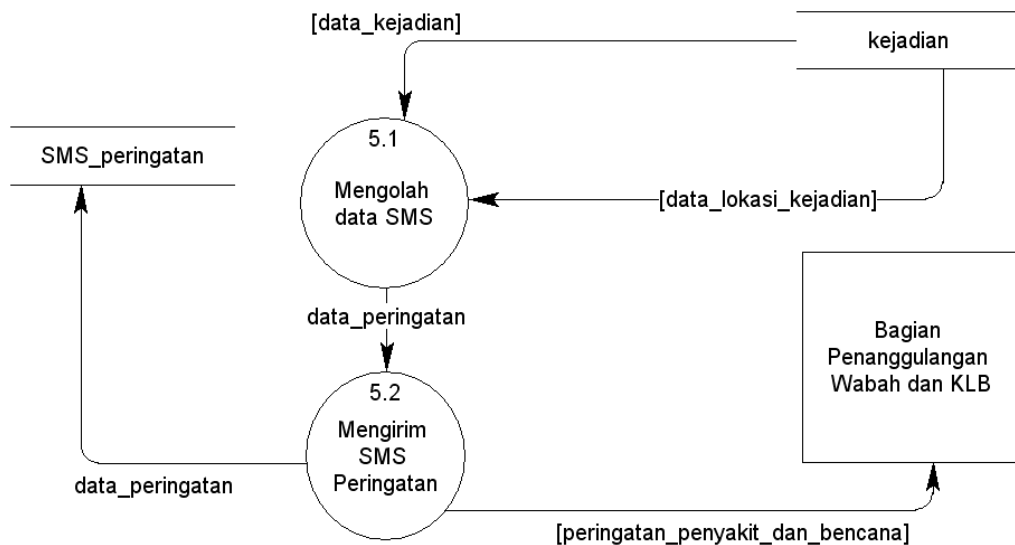 [data_kejadian]
kejadian
5.1
Mengolah
data SMS
SMS_peringatan
[data_lokasi_kejadian]
data_peringatan
Bagian
Penanggulangan
Wabah dan KLB
5.2
Mengirim
SMS
Peringatan
data_peringatan
[peringatan_penyakit_dan_bencana]